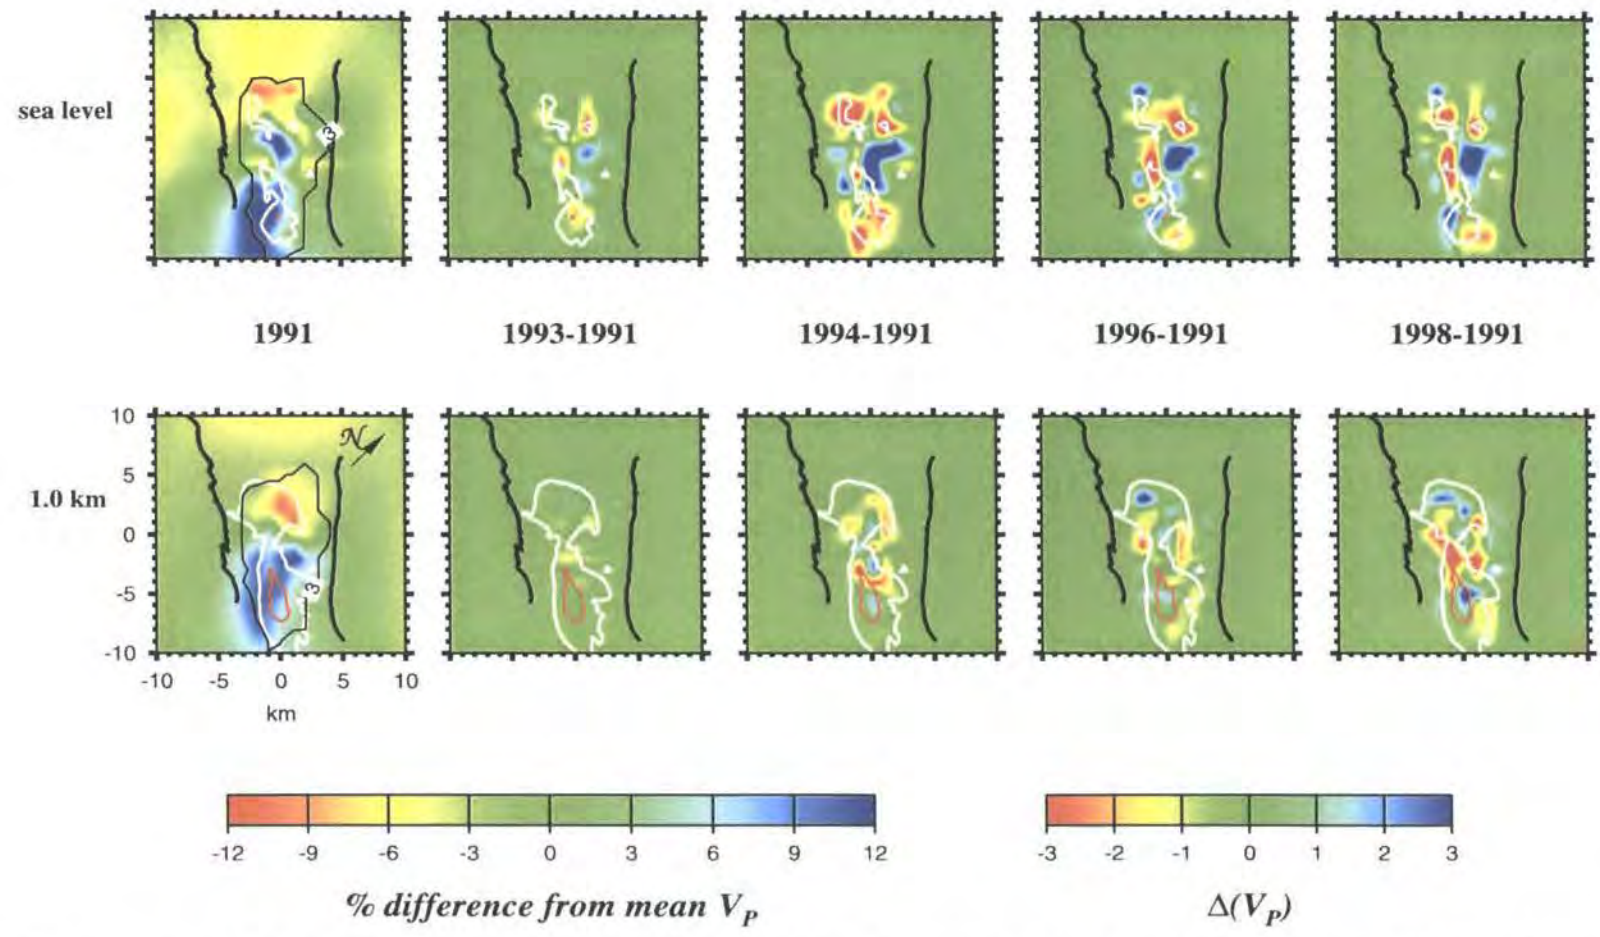 sea level
3
1991 1993-1991 1994-1991 1996-1991 1998-1991
10
N
5
1.0 km
0
-5
3
-10
-10 -5 0 5 10
km
-12 -9 -6 -3 0 3 6 9 12
-3 -2 -1 0 1 2 3
% difference from mean V_P
Δ(V_P)